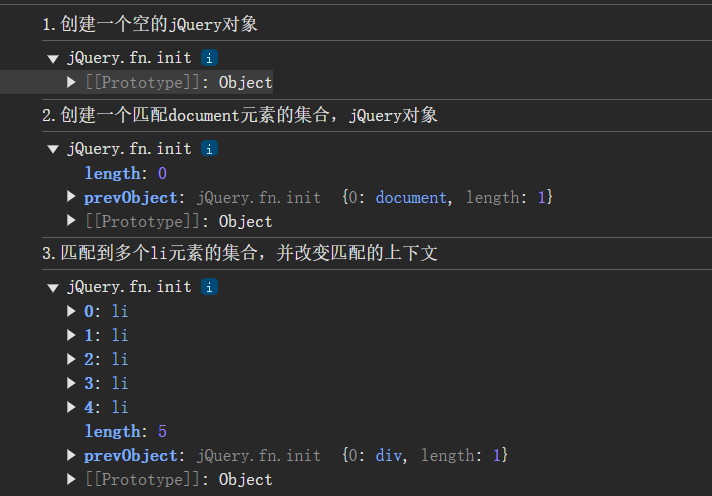 1.创建一个空的jQuery对象
▼ jQuery.fn.init i
▶ [[Prototype]]: Object
2.创建一个匹配document元素的集合，jQuery对象
▼ jQuery.fn.init i
length: 0
▶ prevObject: jQuery.fn.init {0: document, length: 1}
▶ [[Prototype]]: Object
3.匹配到多个li元素的集合，并改变匹配的上下文
▼ jQuery.fn.init i
▶ 0: li
▶ 1: li
▶ 2: li
▶ 3: li
▶ 4: li
length: 5
▶ prevObject: jQuery.fn.init {0: div, length: 1}
▶ [[Prototype]]: Object